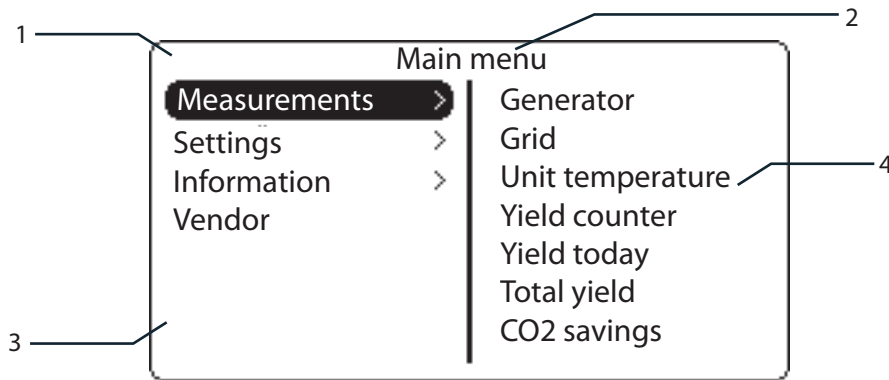 1
2
Main menu
Measurements >
Settings >
Information >
Vendor
Generator
Grid
Unit temperature
Yield counter
Yield today
Total yield
CO2 savings
3
4